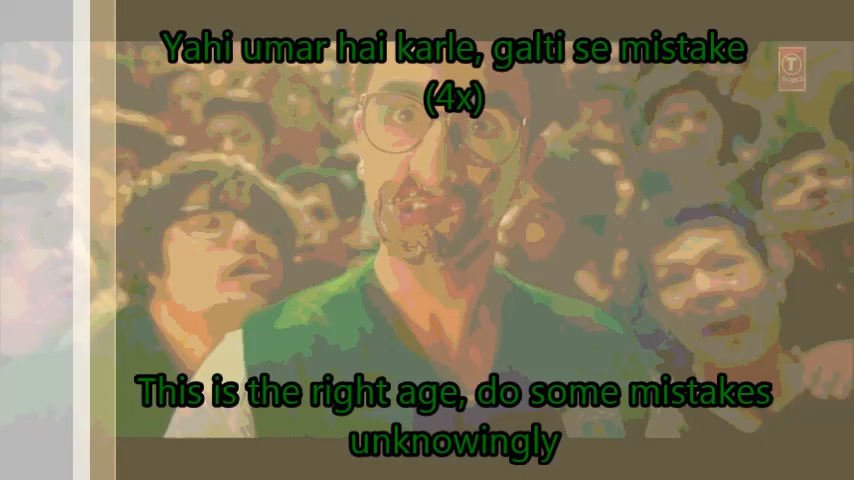 Yahi umar hai karle, galti se mistake
(4x)
This is the right age, do some mistakes
unknowingly